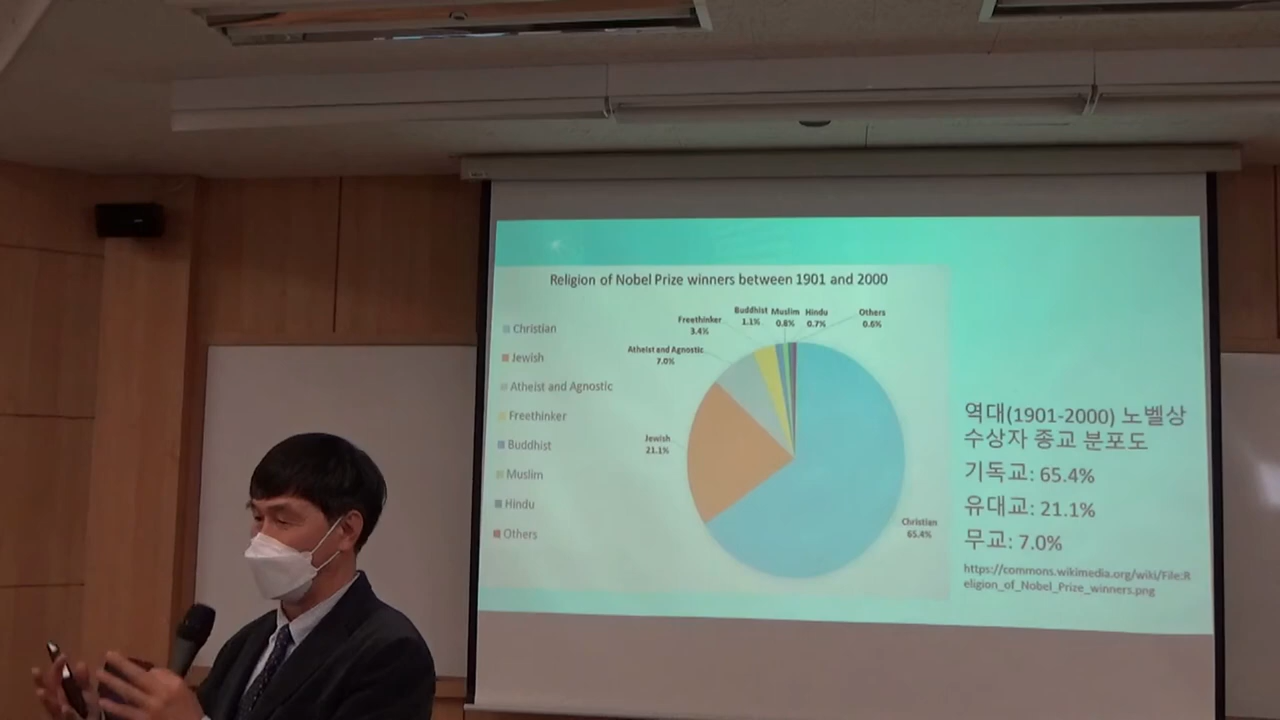 Religion of Nobel Prize winners between 1901 and 2000
Christian
Jewish
Atheist and Agnostic
Freethinker
Buddhist
Muslim
Hindu
Others
Atheist and Agnostic
7.0%
Freethinker
3.4%
Buddhist
1.1%
Muslim
0.8%
Hindu
0.7%
Others
0.6%
Jewish
21.1%
Christian
65.4%
역대(1901-2000) 노벨상
수상자 종교 분포도
기독교: 65.4%
유대교: 21.1%
무교: 7.0%
https://commons.wikimedia.org/wiki/File:R
eligion_of_Nobel_Prize_winners.png